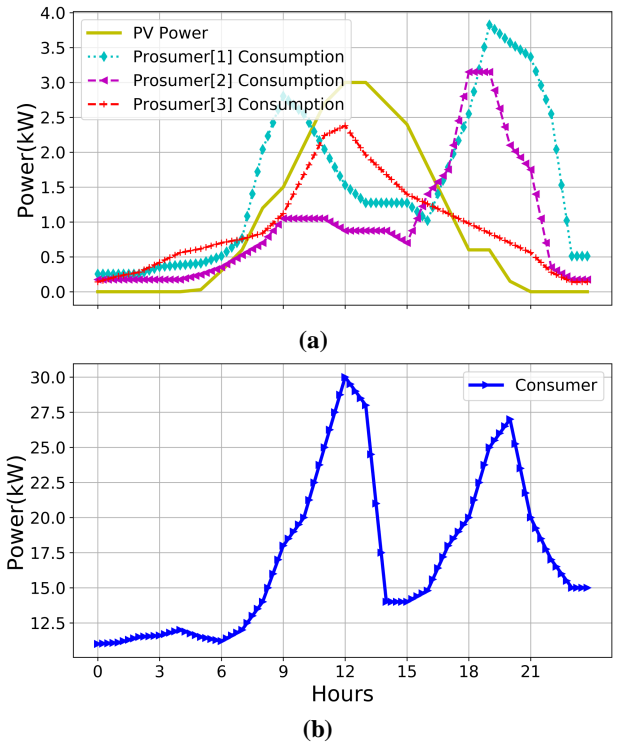 4.0
3.5
3.0
2.5
2.0
1.5
1.0
0.5
0.0
Power(kW)
PV Power
Prosumer[1] Consumption
Prosumer[2] Consumption
Prosumer[3] Consumption
(a)
30.0
27.5
25.0
22.5
20.0
17.5
15.0
12.5
Power(kW)
Consumer
0 3 6 9 12 15 18 21
Hours
(b)